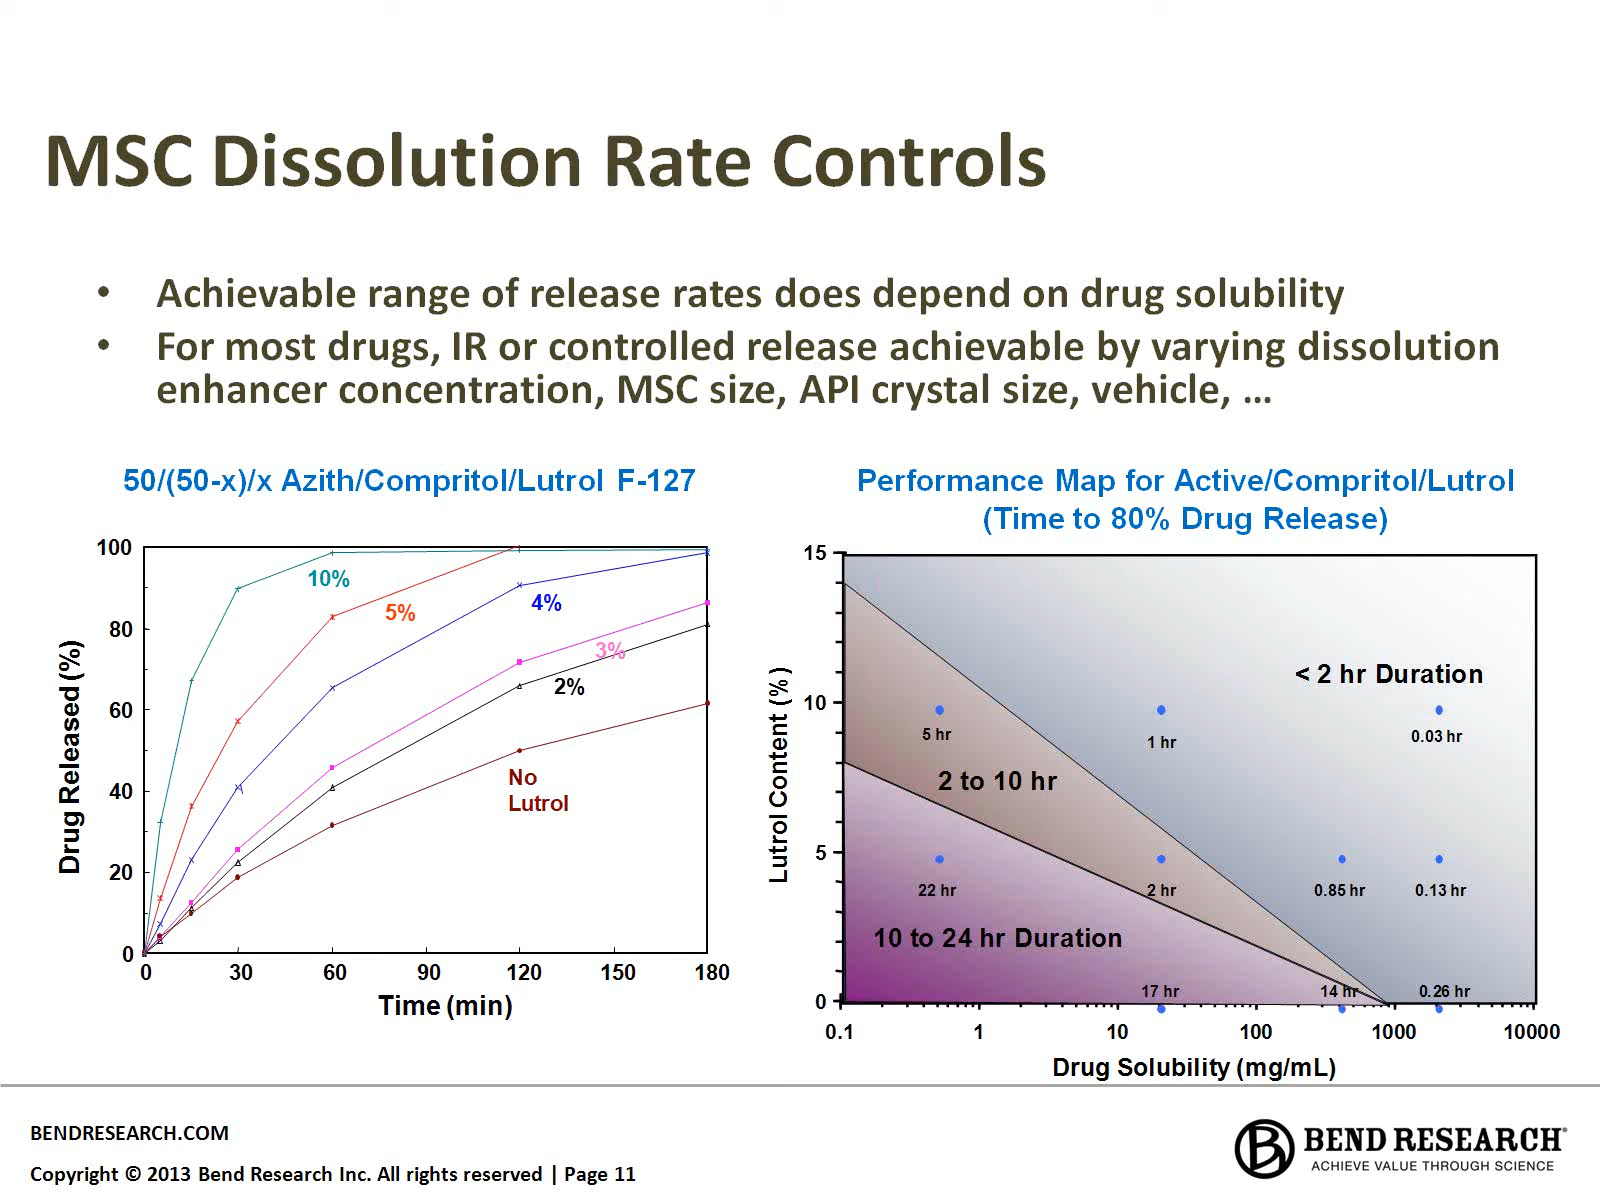 MSC Dissolution Rate Controls
• Achievable range of release rates does depend on drug solubility
• For most drugs, IR or controlled release achievable by varying dissolution
enhancer concentration, MSC size, API crystal size, vehicle, …
50/(50-x)/x Azith/Compritol/Lutrol F-127
100
80
60
40
20
0
Drug Released (%)
10%
5%
4%
3%
2%
No
Lutrol
0 30 60 90 120 150 180
Time (min)
Performance Map for Active/Compritol/Lutrol
(Time to 80% Drug Release)
15
10
5
0
Lutrol Content (%)
< 2 hr Duration
5 hr
1 hr
0.03 hr
2 to 10 hr
22 hr
2 hr
0.85 hr
0.13 hr
10 to 24 hr Duration
17 hr
14 hr
0.26 hr
0.1 1 10 100 1000 10000
Drug Solubility (mg/mL)
BENDRESEARCH.COM
Copyright © 2013 Bend Research Inc. All rights reserved | Page 11
B BEND RESEARCH®
ACHIEVE VALUE THROUGH SCIENCE